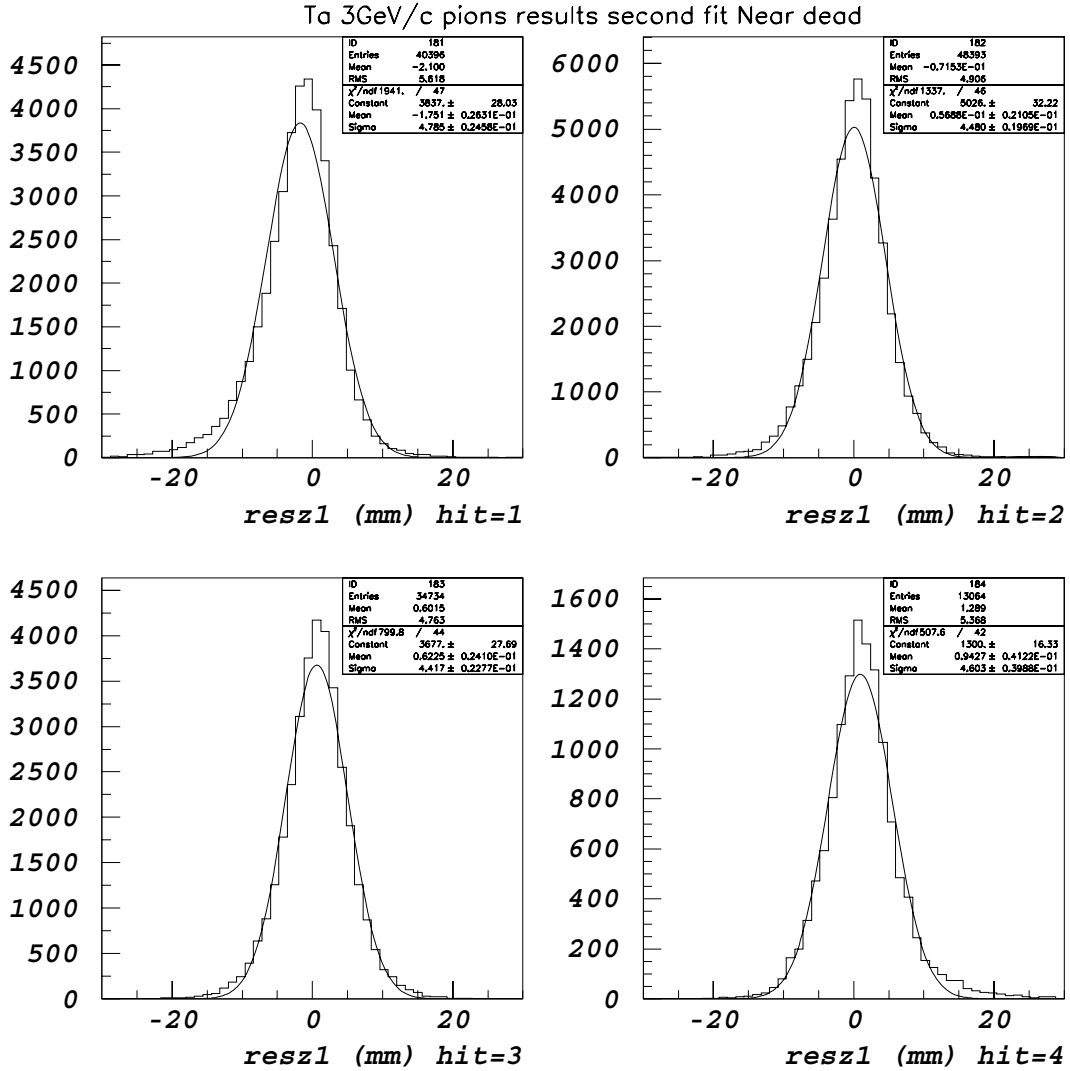 Ta 3GeV/c pions results second fit Near dead
ID 181
Entries 40396
Mean -2.100
RMS 5.618
χ²/ndf 1941. / 47
Constant 3837. ± 28.03
Mean -1.751 ± 0.2631E-01
Sigma 4.785 ± 0.2458E-01
4500
4000
3500
3000
2500
2000
1500
1000
500
0
-20 0 20
resz1 (mm) hit=1
ID 182
Entries 48393
Mean -0.7153E-01
RMS 4.906
χ²/ndf 1337. / 46
Constant 5026. ± 32.22
Mean 0.5688E-01 ± 0.2105E-01
Sigma 4.480 ± 0.1969E-01
6000
5000
4000
3000
2000
1000
0
-20 0 20
resz1 (mm) hit=2
ID 183
Entries 34734
Mean 0.6015
RMS 4.763
χ²/ndf 799.8 / 44
Constant 3677. ± 27.69
Mean 0.6225 ± 0.2410E-01
Sigma 4.417 ± 0.2277E-01
4500
4000
3500
3000
2500
2000
1500
1000
500
0
-20 0 20
resz1 (mm) hit=3
ID 184
Entries 13064
Mean 1.289
RMS 5.368
χ²/ndf 507.6 / 42
Constant 1300. ± 16.33
Mean 0.9427 ± 0.4122E-01
Sigma 4.603 ± 0.3988E-01
1600
1400
1200
1000
800
600
400
200
0
-20 0 20
resz1 (mm) hit=4